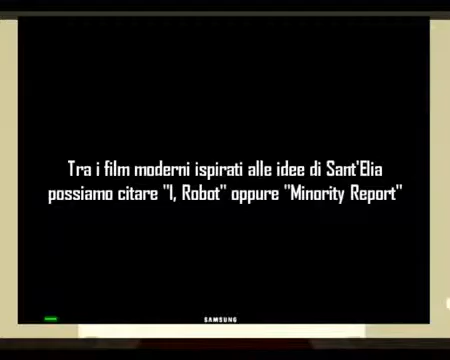 Tra i film moderni ispirati alle idee di Sant'Elia
possiamo citare "I, Robot" oppure "Minority Report"
SAMSUNG